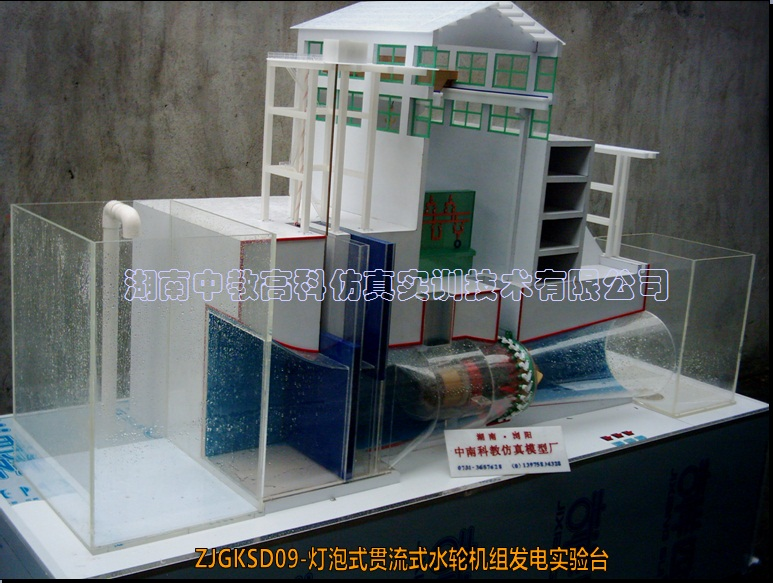 湖南中教高科仿真实训技术有限公司
湖南·浏阳
中南科教仿真模型厂
ZJGKSD09-灯泡式贯流式水轮机组发电实验台